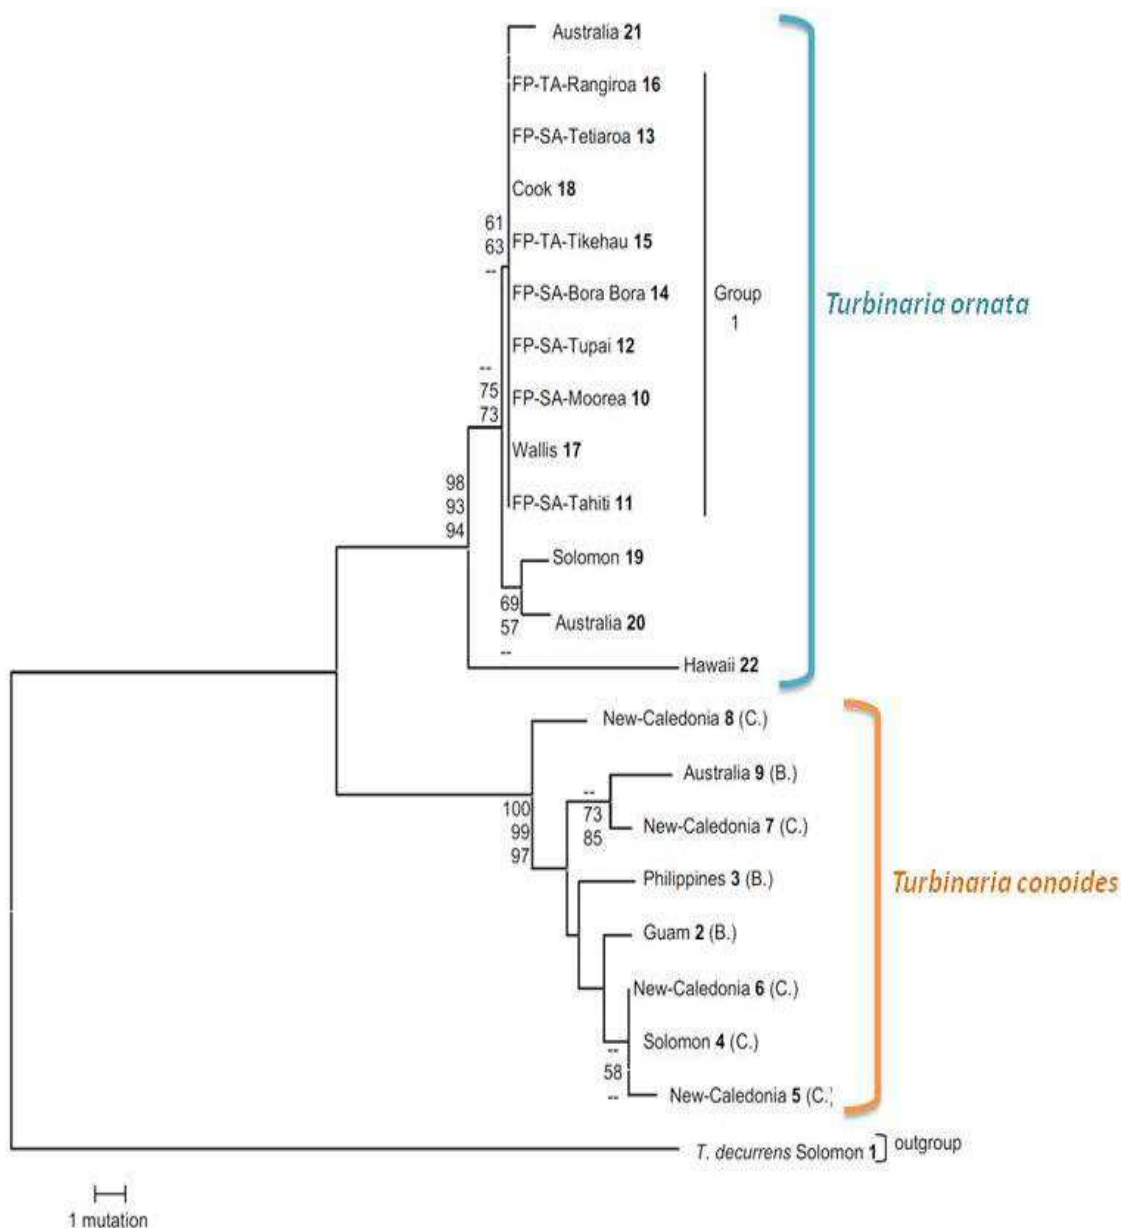 Australia 21
FP-TA-Rangiroa 16
FP-SA-Tetiaroa 13
Cook 18
61
63
--
FP-TA-Tikehau 15
FP-SA-Bora Bora 14
Group
1
Turbinaria ornata
FP-SA-Tupai 12
--
75
73
FP-SA-Moorea 10
Wallis 17
98
93
94
FP-SA-Tahiti 11
Solomon 19
69
57
--
Australia 20
Hawaii 22
New-Caledonia 8 (C.)
Australia 9 (B.)
--
73
85
100
99
97
New-Caledonia 7 (C.)
Philippines 3 (B.)
Turbinaria conoides
Guam 2 (B.)
New-Caledonia 6 (C.)
Solomon 4 (C.)
--
58
--
New-Caledonia 5 (C.)
T. decurrens Solomon 1
outgroup
1 mutation